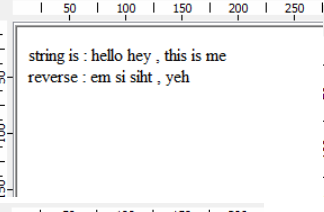 50 100 150 200 250
string is : hello hey , this is me
reverse : em si siht , yeh